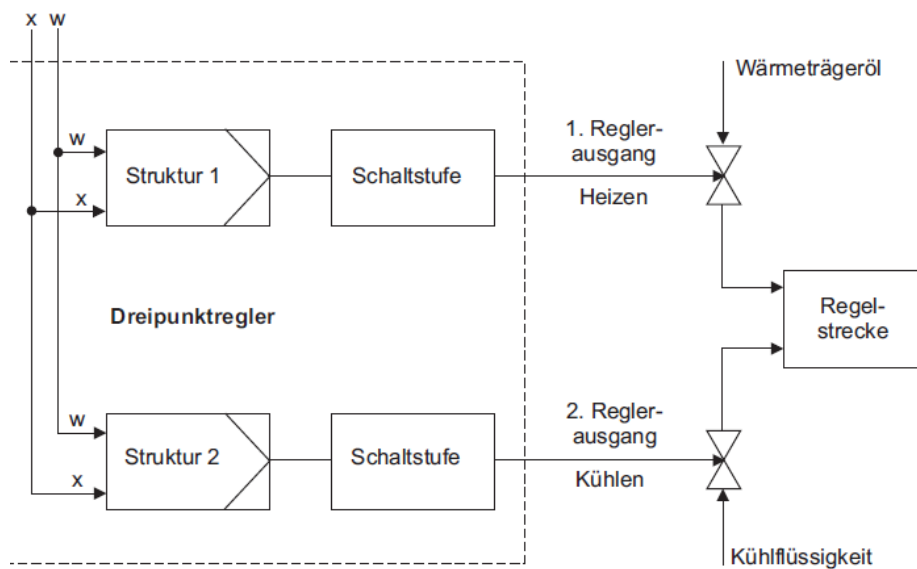 x w
Wärmeträgeröl
w
x
Struktur 1
Schaltstufe
1. Regler-
ausgang
Heizen
Dreipunktregler
Regel-
strecke
w
x
Struktur 2
Schaltstufe
2. Regler-
ausgang
Kühlen
Kühlflüssigkeit